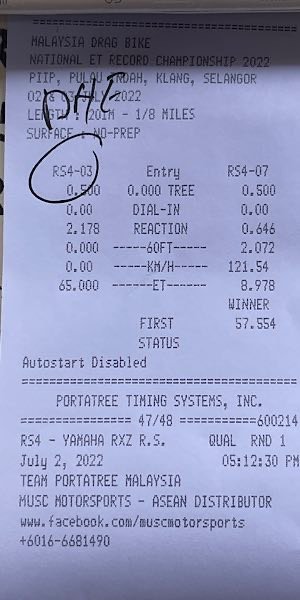 ==============================
MALAYSIA DRAG BIKE
NATIONAL ET RECORD CHAMPIONSHIP 2022
PIIP, PULAU INDAH, KLANG, SELANGOR
02 & 03 2022
LENGTH : 201M - 1/8 MILES
SURFACE : NO-PREP
RS4-03 Entry RS4-07
0.500 0.000 TREE 0.500
0.00 DIAL-IN 0.00
2.178 REACTION 0.646
0.000 -----60FT----- 2.072
0.00 -----KM/H----- 121.54
65.000 ------ET------ 8.978
WINNER
FIRST 57.554
STATUS
Autostart Disabled
==============================
PORTATREE TIMING SYSTEMS, INC.
================ 47/48 ===========600214
RS4 - YAMAHA RXZ R.S. QUAL RND 1
July 2, 2022 05:12:30 PM
TEAM PORTATREE MALAYSIA
MUSC MOTORSPORTS - ASEAN DISTRIBUTOR
www.facebook.com/muscmotorsports
+6016-6681490